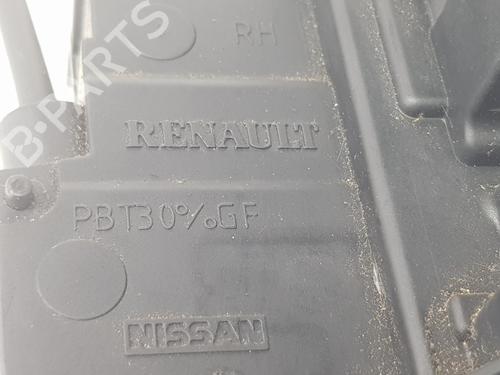 RH
RENAULT
PBT30%GF
NISSAN
B-PARTS